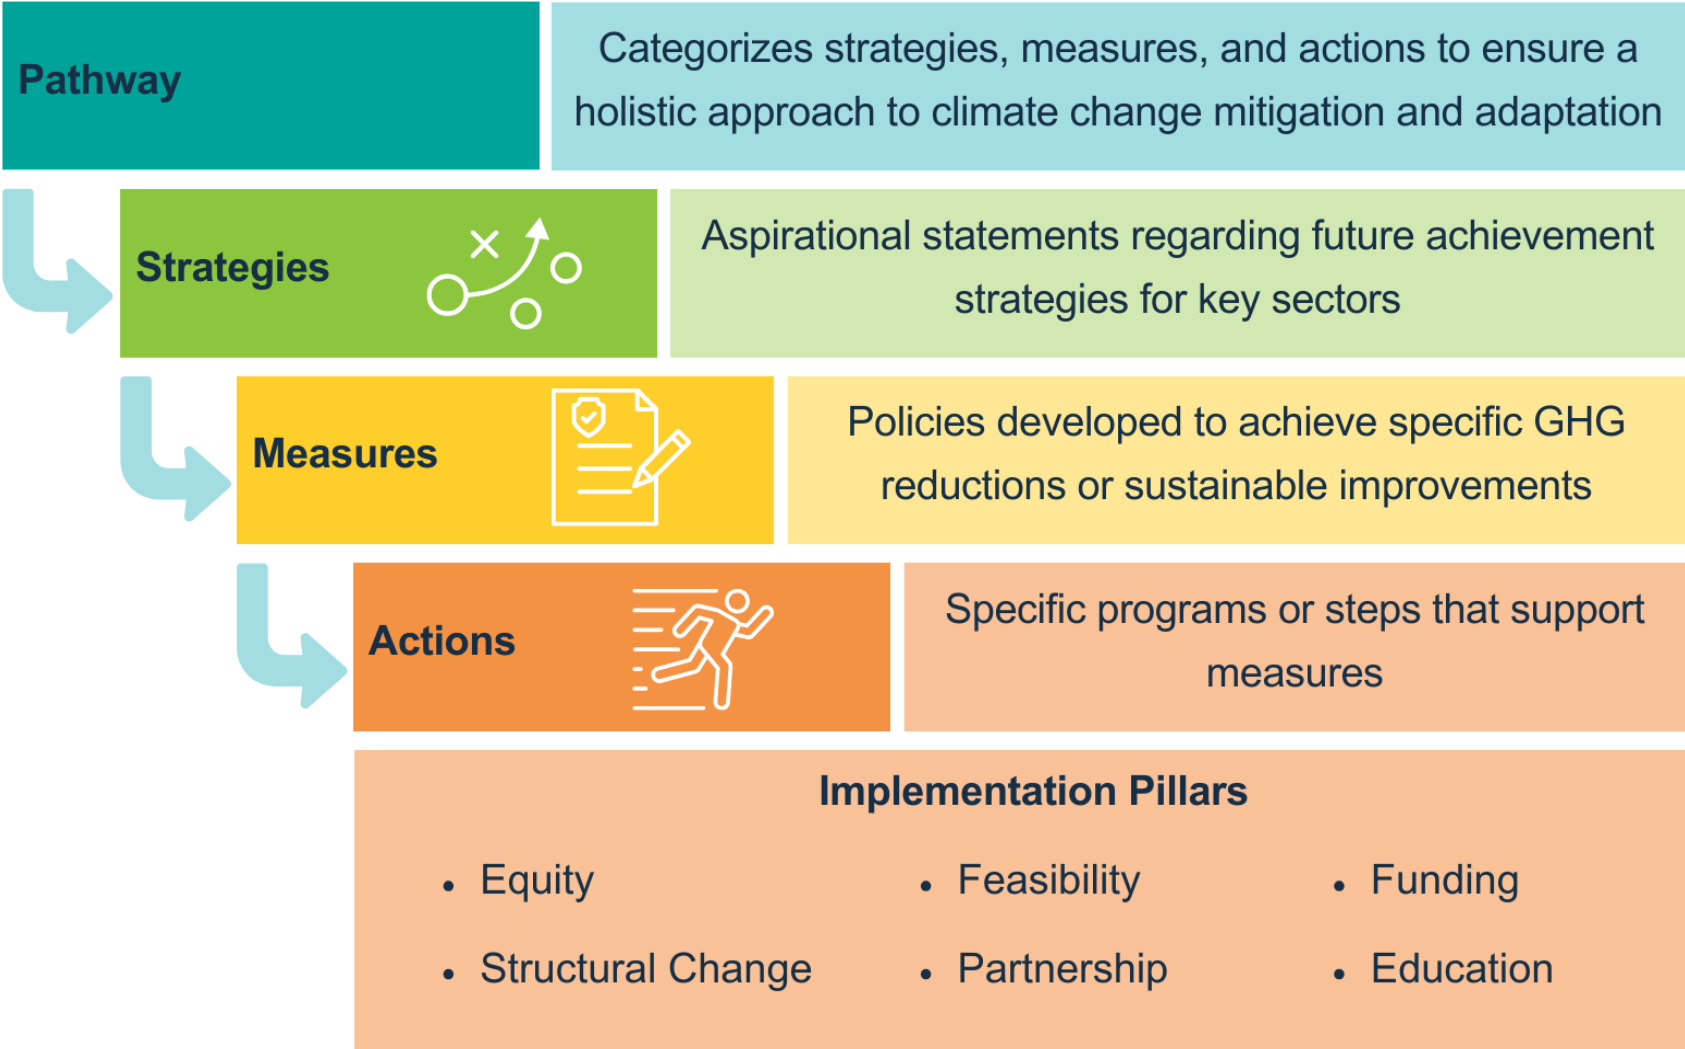 Pathway
Categorizes strategies, measures, and actions to ensure a
holistic approach to climate change mitigation and adaptation
Strategies
Aspirational statements regarding future achievement
strategies for key sectors
Measures
Policies developed to achieve specific GHG
reductions or sustainable improvements
Actions
Specific programs or steps that support
measures
Implementation Pillars
• Equity
• Feasibility
• Funding
• Structural Change
• Partnership
• Education